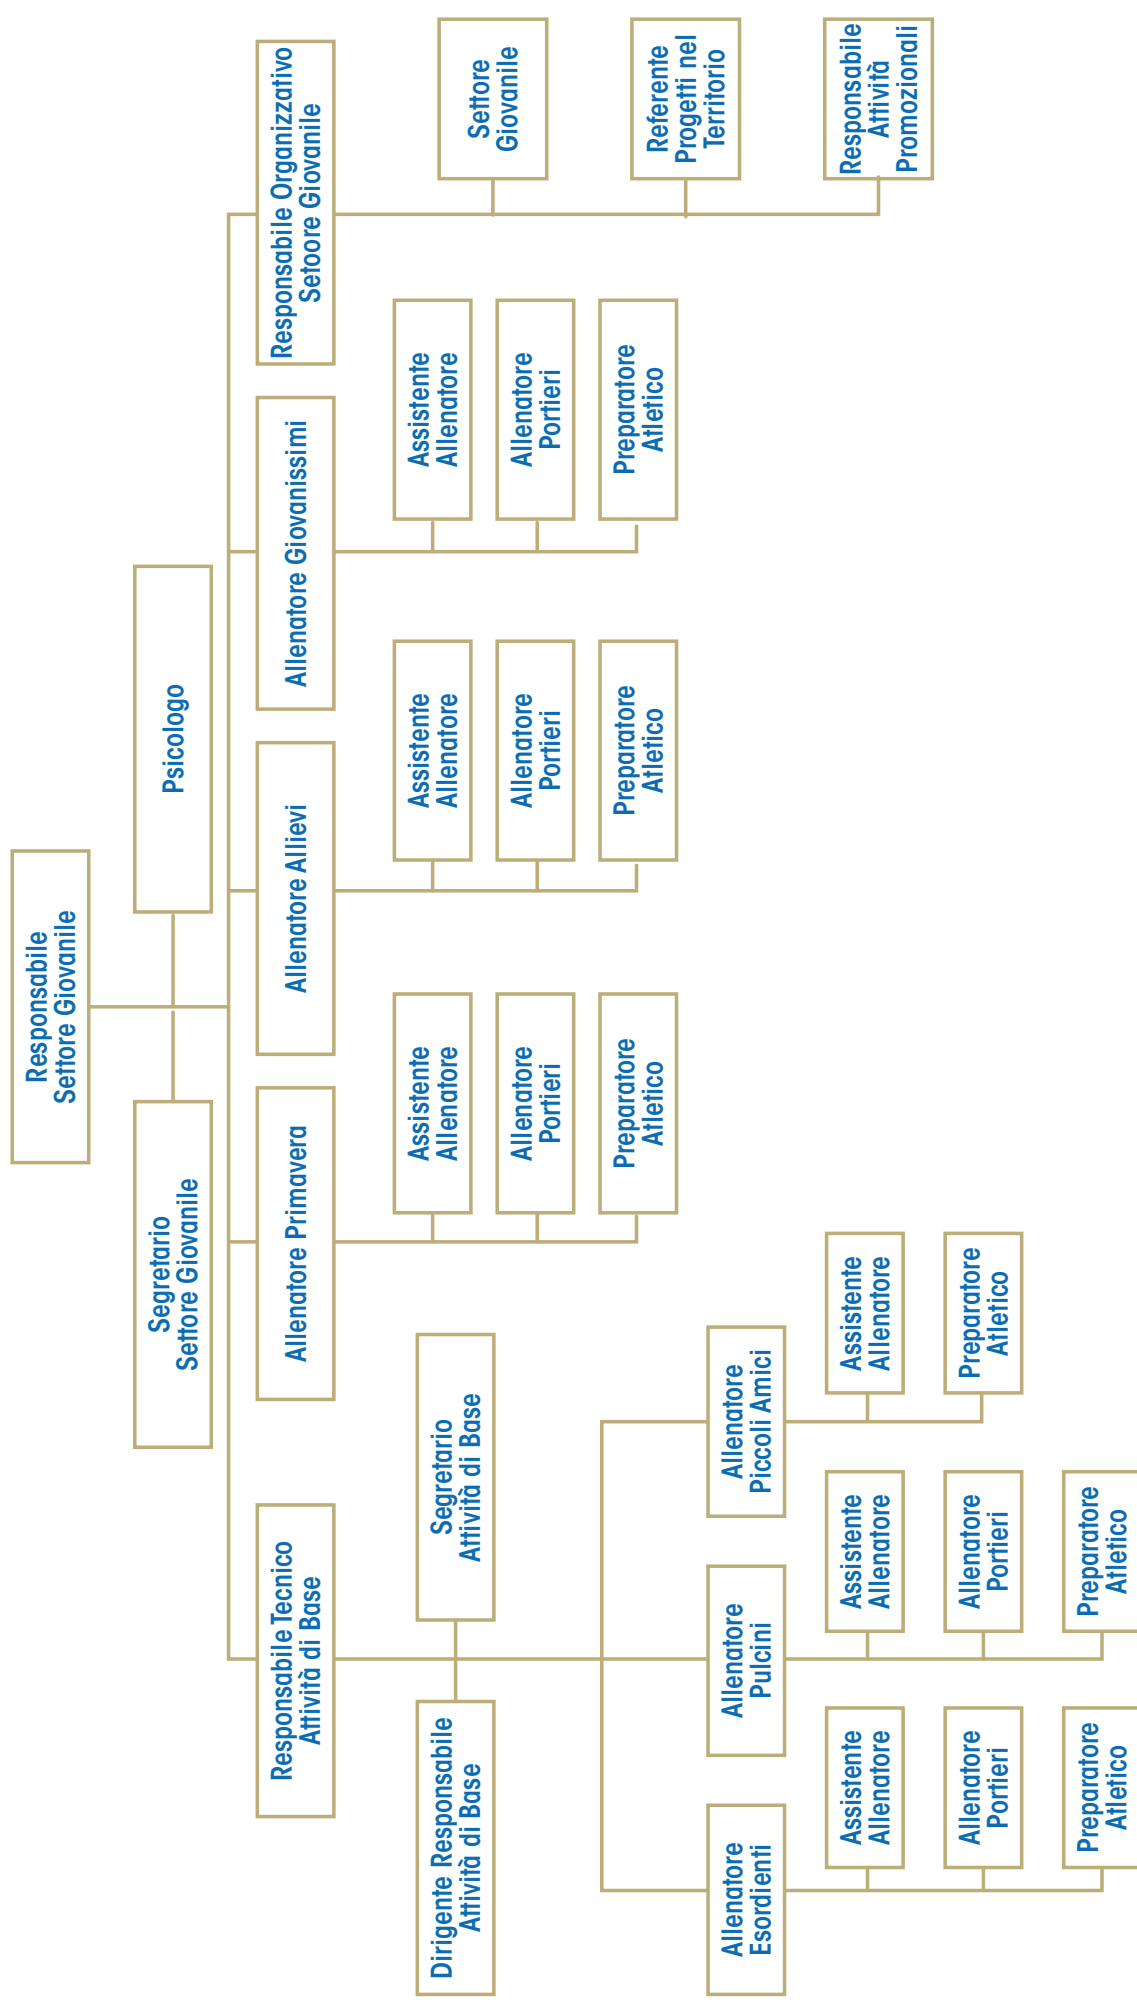 Responsabile
Settore Giovanile
Segretario
Settore Giovanile
Psicologo
Responsabile Tecnico
Attività di Base
Allenatore Primavera
Allenatore Allievi
Allenatore Giovanissimi
Responsabile Organizzativo
Setoore Giovanile
Dirigente Responsabile
Attività di Base
Segretario
Attività di Base
Assistente
Allenatore
Allenatore
Portieri
Preparatore
Atletico
Assistente
Allenatore
Allenatore
Portieri
Preparatore
Atletico
Assistente
Allenatore
Allenatore
Portieri
Preparatore
Atletico
Settore
Giovanile
Referente
Progetti nel
Territorio
Responsabile
Attività
Promozionali
Allenatore
Esordienti
Assistente
Allenatore
Allenatore
Portieri
Preparatore
Atletico
Allenatore
Pulcini
Assistente
Allenatore
Allenatore
Portieri
Preparatore
Atletico
Allenatore
Piccoli Amici
Assistente
Allenatore
Preparatore
Atletico